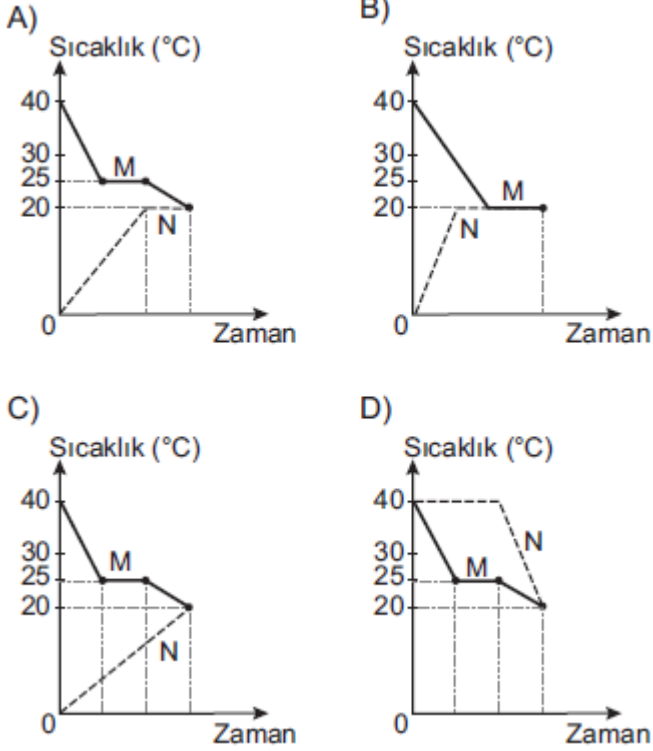 A)
Sıcaklık (°C)
40
30
25
20
0
M
N
Zaman
B)
Sıcaklık (°C)
40
30
25
20
0
M
N
Zaman
C)
Sıcaklık (°C)
40
30
25
20
0
M
N
Zaman
D)
Sıcaklık (°C)
40
30
25
20
0
M
N
Zaman